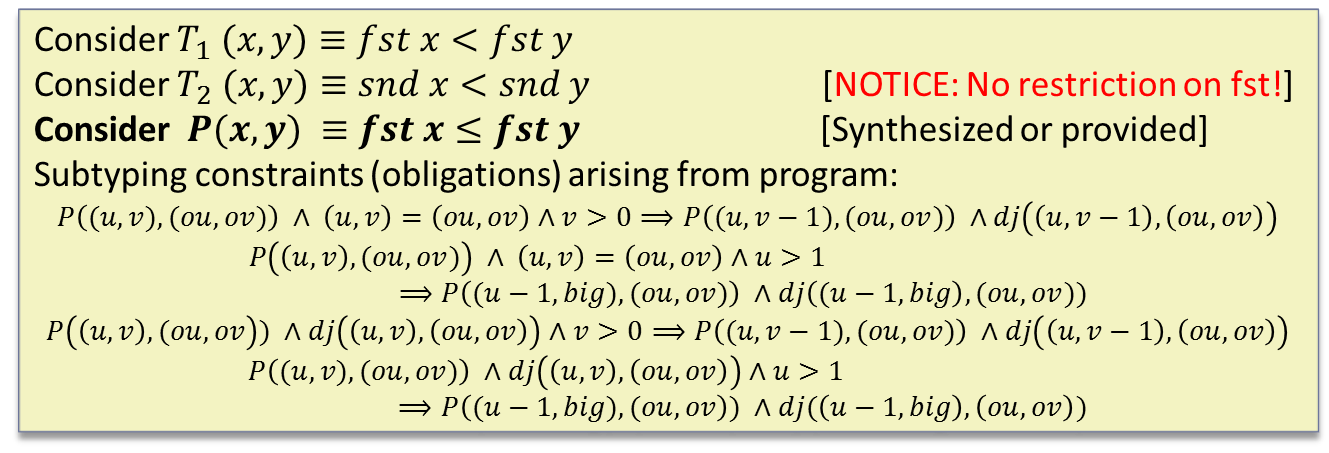 Consider T₁ (x, y) ≡ fst x < fst y
Consider T₂ (x, y) ≡ snd x < snd y [NOTICE: No restriction on fst!]
Consider P(x, y) ≡ fst x ≤ fst y [Synthesized or provided]
Subtyping constraints (obligations) arising from program:
P((u, v), (ou, ov)) ∧ (u, v) = (ou, ov) ∧ v > 0 ⟹ P((u, v − 1), (ou, ov)) ∧ dj((u, v − 1), (ou, ov))
P((u, v), (ou, ov)) ∧ (u, v) = (ou, ov) ∧ u > 1
⟹ P((u − 1, big), (ou, ov)) ∧ dj((u − 1, big), (ou, ov))
P((u, v), (ou, ov)) ∧ dj((u, v), (ou, ov)) ∧ v > 0 ⟹ P((u, v − 1), (ou, ov)) ∧ dj((u, v − 1), (ou, ov))
P((u, v), (ou, ov)) ∧ dj((u, v), (ou, ov)) ∧ u > 1
⟹ P((u − 1, big), (ou, ov)) ∧ dj((u − 1, big), (ou, ov))